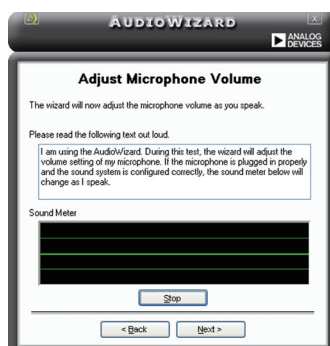 AUDIOWIZARD
ANALOG
DEVICES
Adjust Microphone Volume
The wizard will now adjust the microphone volume as you speak.
Please read the following text out loud.
I am using the AudioWizard. During this test, the wizard will adjust the
volume setting of my microphone. If the microphone is plugged in properly
and the sound system is configured correctly, the sound meter below will
change as I speak.
Sound Meter
Stop
< Back Next >